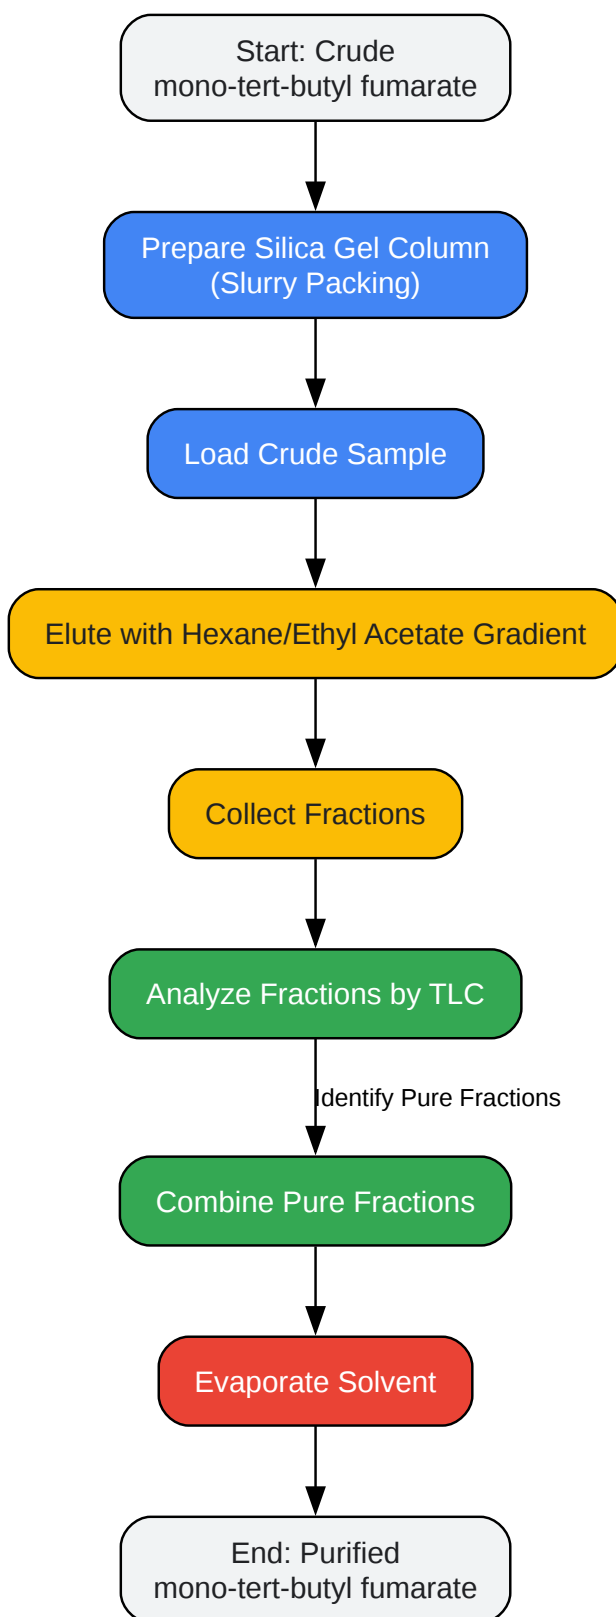 Start: Crude
mono-tert-butyl fumarate
Prepare Silica Gel Column
(Slurry Packing)
Load Crude Sample
Elute with Hexane/Ethyl Acetate Gradient
Collect Fractions
Analyze Fractions by TLC
Identify Pure Fractions
Combine Pure Fractions
Evaporate Solvent
End: Purified
mono-tert-butyl fumarate